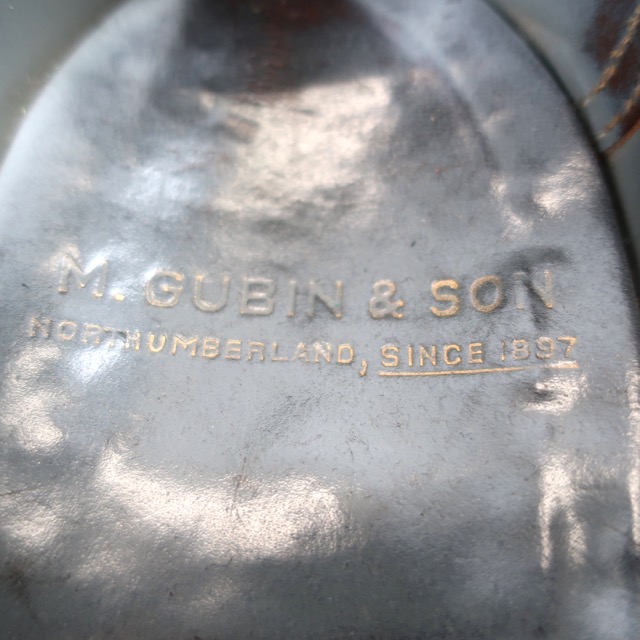 M. GUBIN & SON
NORTHUMBERLAND, SINCE 1897